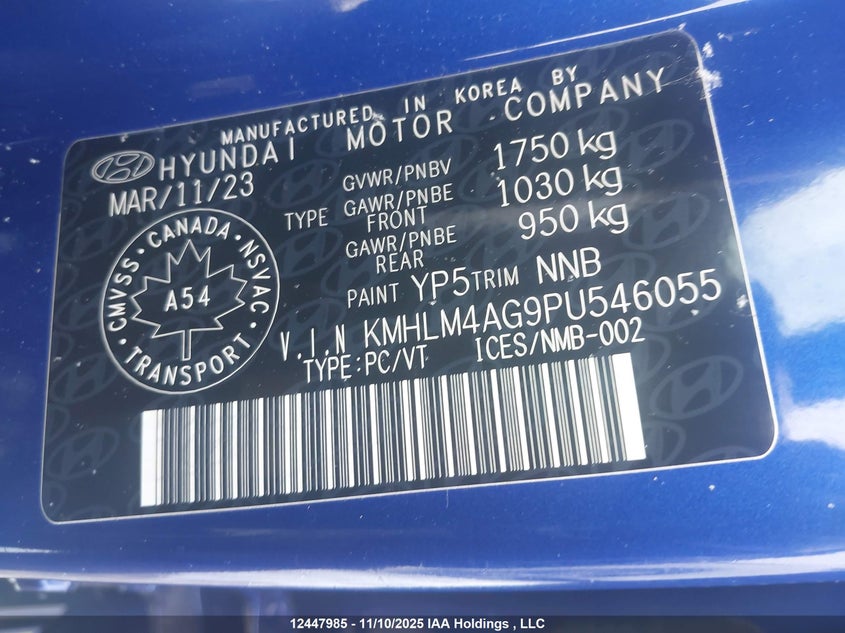 MANUFACTURED IN KOREA BY
HYUNDAI MOTOR COMPANY
MAR/11/23
GVWR/PNBV 1750 kg
TYPE GAWR/PNBE FRONT 1030 kg
GAWR/PNBE REAR 950 kg
PAINT YP5 TRIM NNB
V.I.N KMHLM4AG9PU546055
TYPE:PC/VT ICES/NMB-002
CMVSS · CANADA · NSVAC · TRANSPORT ·
A54
12447985 - 11/10/2025 IAA Holdings , LLC